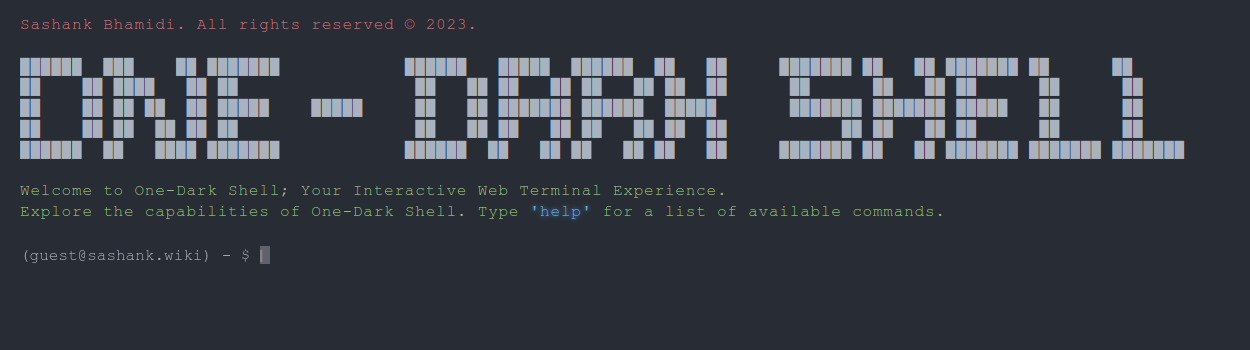 Sashank Bhamidi. All rights reserved © 2023.
ONE - DARK SHELL
Welcome to One-Dark Shell; Your Interactive Web Terminal Experience.
Explore the capabilities of One-Dark Shell. Type 'help' for a list of available commands.
(guest@sashank.wiki) - $